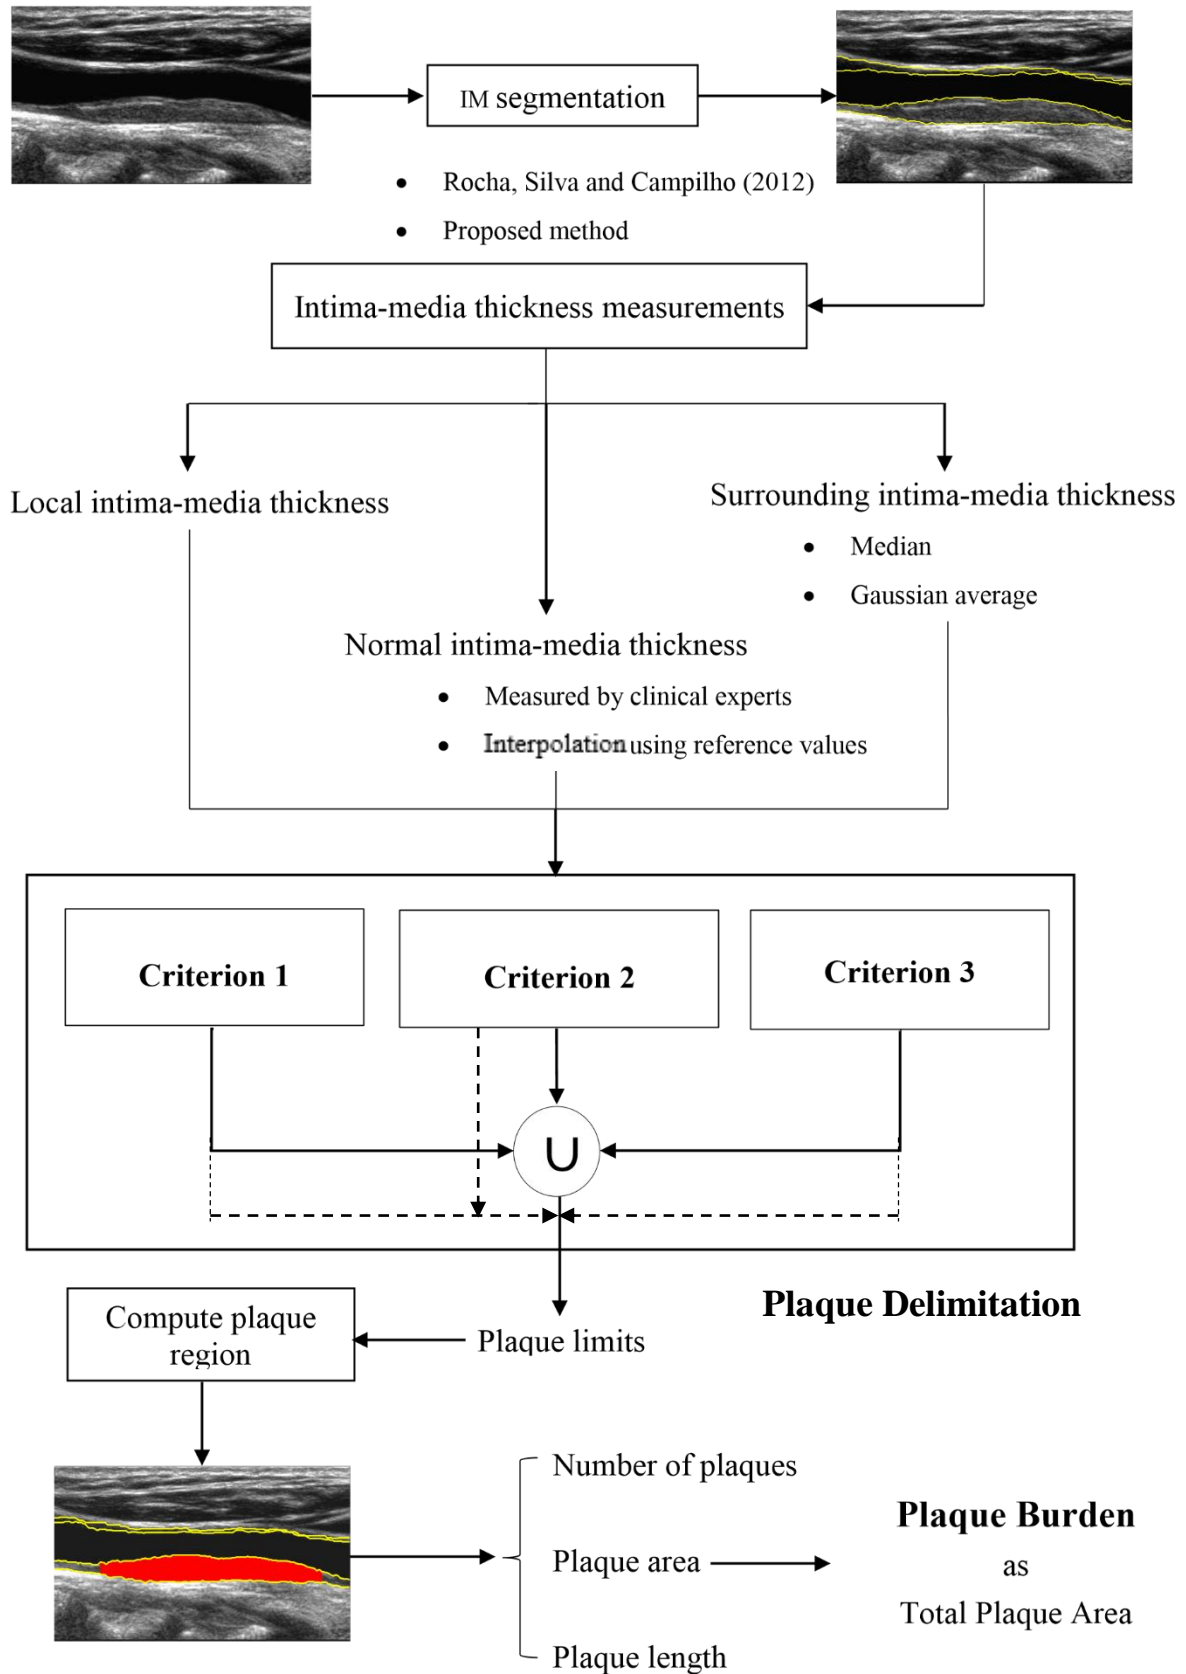 IM segmentation
• Rocha, Silva and Campilho (2012)
• Proposed method
Intima-media thickness measurements
Local intima-media thickness
Surrounding intima-media thickness
• Median
• Gaussian average
Normal intima-media thickness
• Measured by clinical experts
• Interpolation using reference values
Criterion 1
Criterion 2
Criterion 3
U
Plaque Delimitation
Compute plaque
region
Plaque limits
Number of plaques
Plaque area
Plaque length
Plaque Burden
as
Total Plaque Area